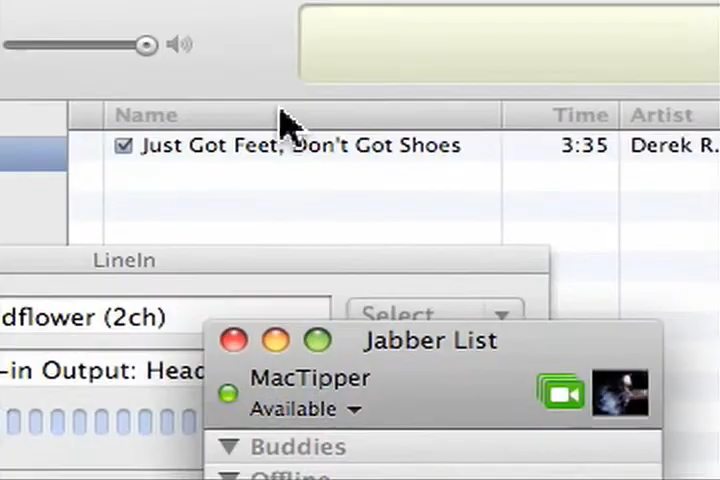 Name Time Artist
Just Got Feet, Don't Got Shoes 3:35 Derek R.
LineIn
dflower (2ch) Select
Jabber List
-in Output: Head
MacTipper
Available
Buddies
Offline